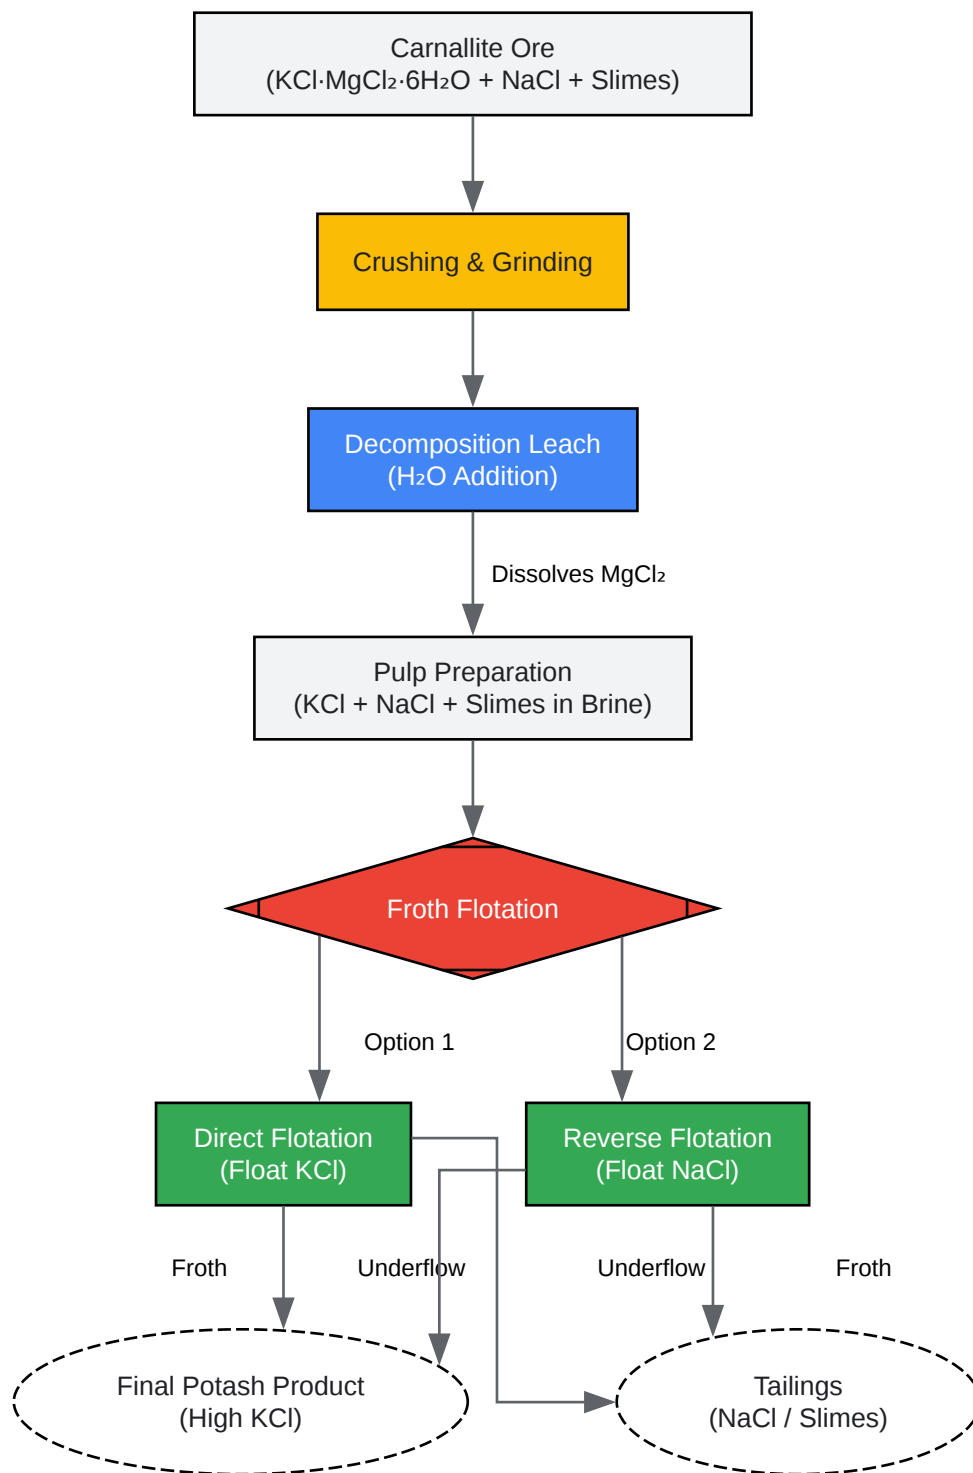 Carnallite Ore
(KCl·MgCl₂·6H₂O + NaCl + Slimes)
Crushing & Grinding
Decomposition Leach
(H₂O Addition)
Dissolves MgCl₂
Pulp Preparation
(KCl + NaCl + Slimes in Brine)
Froth Flotation
Option 1
Option 2
Direct Flotation
(Float KCl)
Reverse Flotation
(Float NaCl)
Froth
Underflow
Underflow
Froth
Final Potash Product
(High KCl)
Tailings
(NaCl / Slimes)